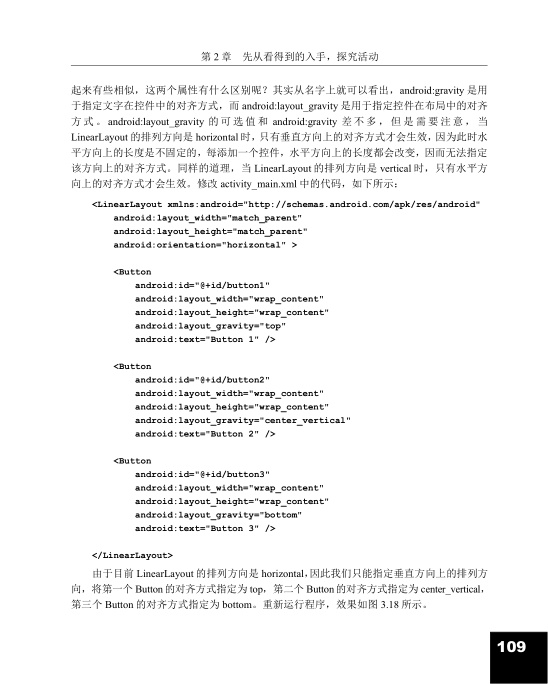 第 2 章 先从看得到的入手，探究活动
起来有些相似，这两个属性有什么区别呢？其实从名字上就可以看出，android:gravity 是用
于指定文字在控件中的对齐方式，而 android:layout_gravity 是用于指定控件在布局中的对齐
方式。android:layout_gravity 的可选值和 android:gravity 差不多，但是需要注意，当
LinearLayout 的排列方向是 horizontal 时，只有垂直方向上的对齐方式才会生效，因为此时水
平方向上的长度是不固定的，每添加一个控件，水平方向上的长度都会改变，因而无法指定
该方向上的对齐方式。同样的道理，当 LinearLayout 的排列方向是 vertical 时，只有水平方
向上的对齐方式才会生效。修改 activity_main.xml 中的代码，如下所示：
<LinearLayout xmlns:android="http://schemas.android.com/apk/res/android"
android:layout_width="match_parent"
android:layout_height="match_parent"
android:orientation="horizontal" >
<Button
android:id="@+id/button1"
android:layout_width="wrap_content"
android:layout_height="wrap_content"
android:layout_gravity="top"
android:text="Button 1" />
<Button
android:id="@+id/button2"
android:layout_width="wrap_content"
android:layout_height="wrap_content"
android:layout_gravity="center_vertical"
android:text="Button 2" />
<Button
android:id="@+id/button3"
android:layout_width="wrap_content"
android:layout_height="wrap_content"
android:layout_gravity="bottom"
android:text="Button 3" />
</LinearLayout>
由于目前 LinearLayout 的排列方向是 horizontal，因此我们只能指定垂直方向上的排列方
向，将第一个 Button 的对齐方式指定为 top，第二个 Button 的对齐方式指定为 center_vertical，
第三个 Button 的对齐方式指定为 bottom。重新运行程序，效果如图 3.18 所示。
109